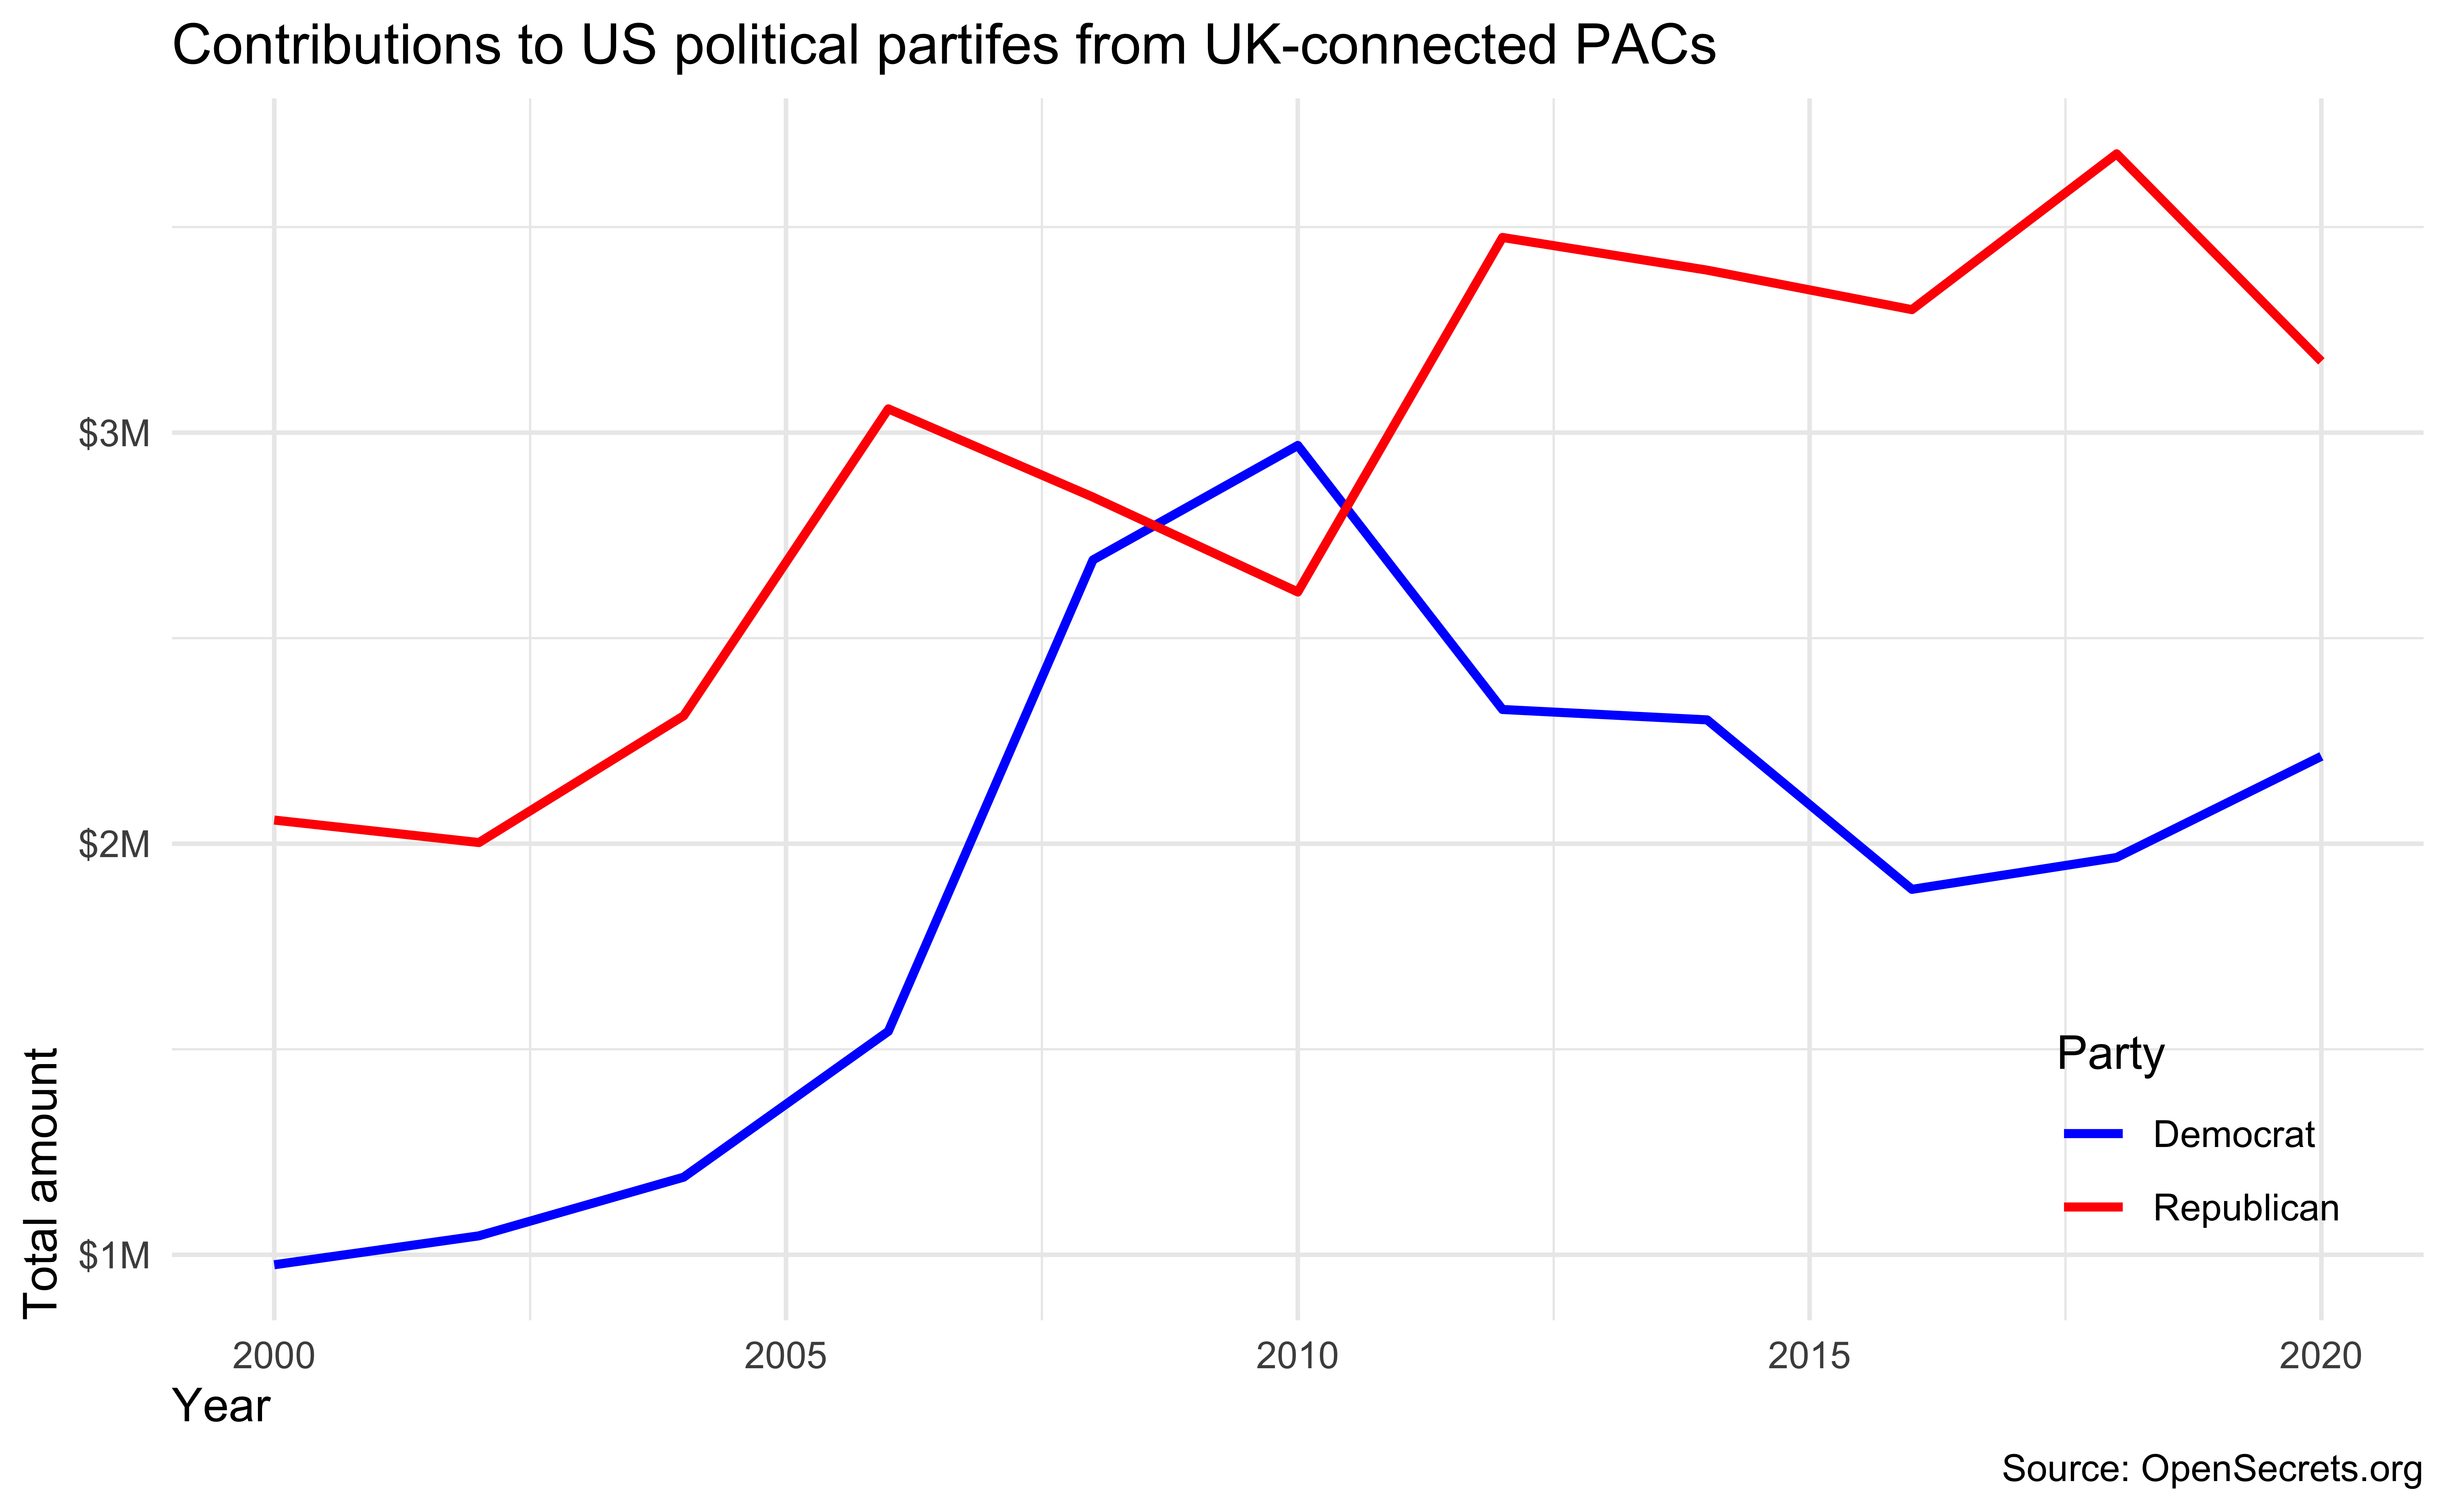 Contributions to US political partifes from UK-connected PACs
$3M
$2M
$1M
Total amount
Party
Democrat
Republican
2000 2005 2010 2015 2020
Year
Source: OpenSecrets.org